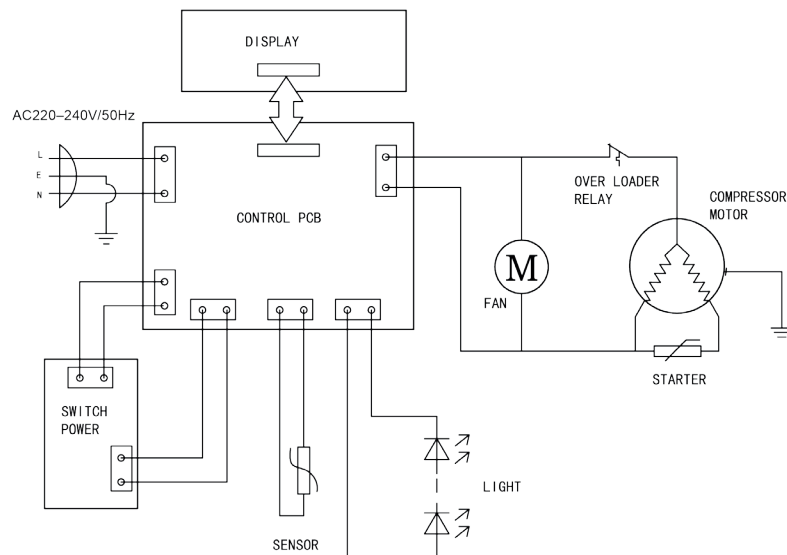 DISPLAY
AC220–240V/50Hz
L
E
N
CONTROL PCB
OVER LOADER
RELAY
COMPRESSOR
MOTOR
M
FAN
STARTER
SWITCH
POWER
LIGHT
SENSOR